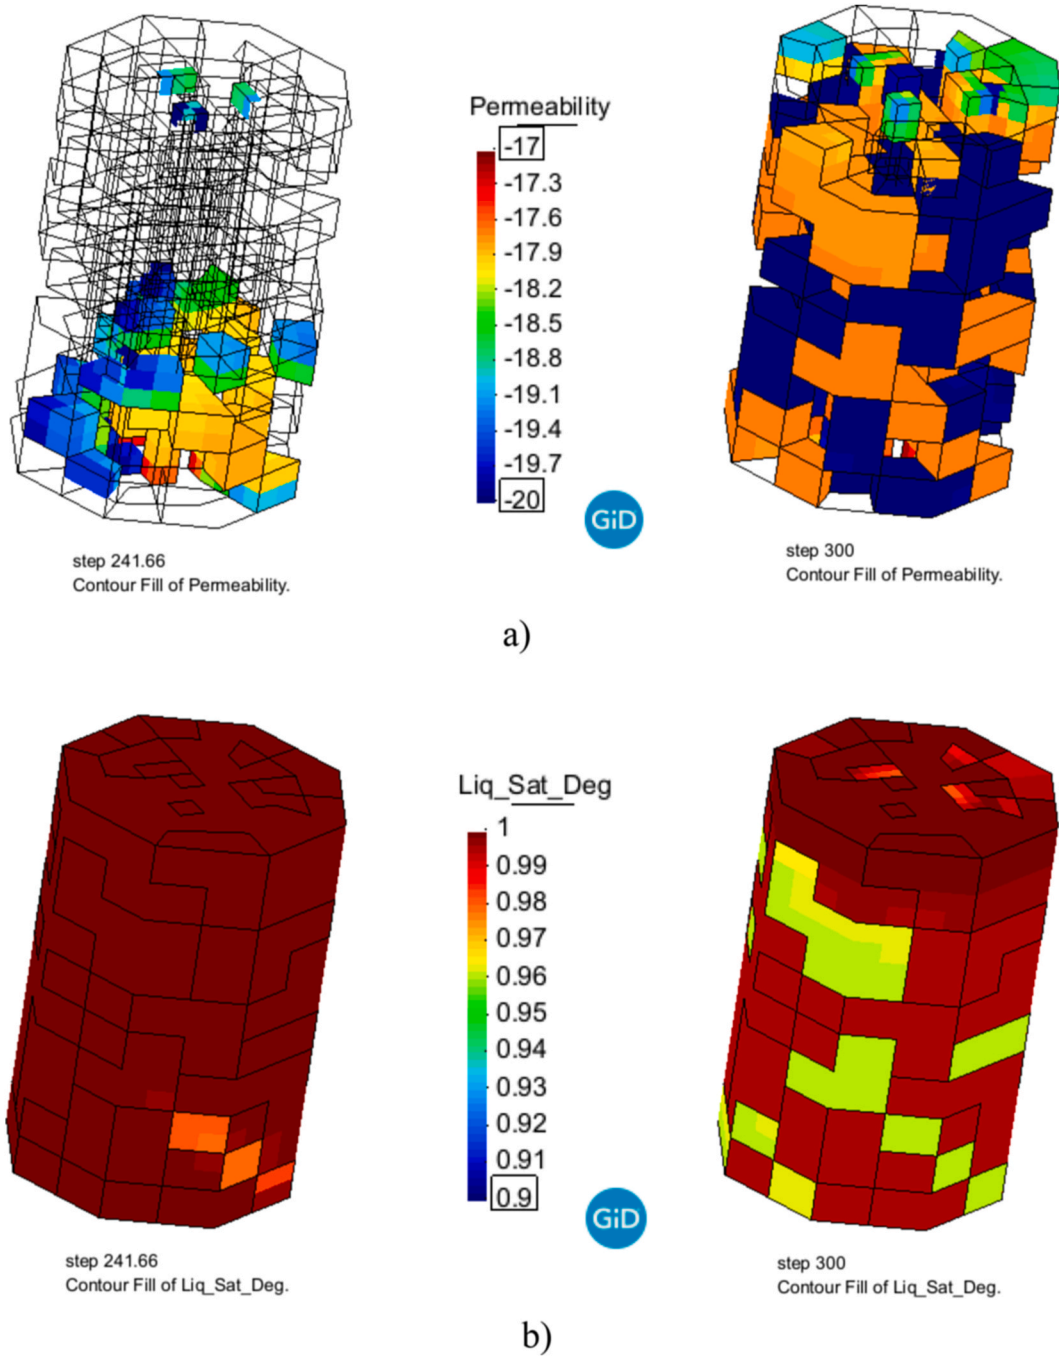 Permeability
-17
-17.3
-17.6
-17.9
-18.2
-18.5
-18.8
-19.1
-19.4
-19.7
-20
GiD
step 241.66
Contour Fill of Permeability.
step 300
Contour Fill of Permeability.
a)
Liq_Sat_Deg
1
0.99
0.98
0.97
0.96
0.95
0.94
0.93
0.92
0.91
0.9
GiD
step 241.66
Contour Fill of Liq_Sat_Deg.
step 300
Contour Fill of Liq_Sat_Deg.
b)